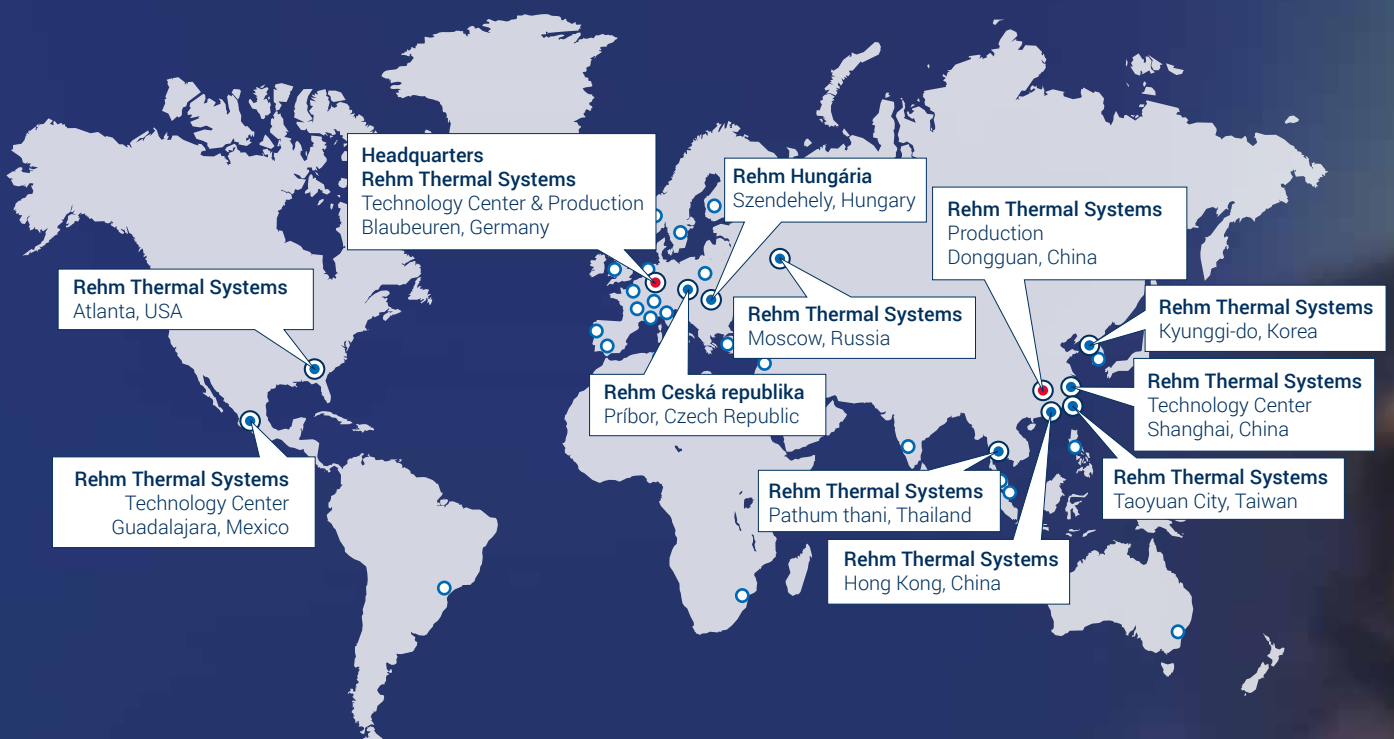 Headquarters
Rehm Thermal Systems
Technology Center & Production
Blaubeuren, Germany
Rehm Hungária
Szendehely, Hungary
Rehm Thermal Systems
Production
Dongguan, China
Rehm Thermal Systems
Atlanta, USA
Rehm Thermal Systems
Moscow, Russia
Rehm Thermal Systems
Kyunggi-do, Korea
Rehm Ceská republika
Príbor, Czech Republic
Rehm Thermal Systems
Technology Center
Shanghai, China
Rehm Thermal Systems
Technology Center
Guadalajara, Mexico
Rehm Thermal Systems
Pathum thani, Thailand
Rehm Thermal Systems
Taoyuan City, Taiwan
Rehm Thermal Systems
Hong Kong, China